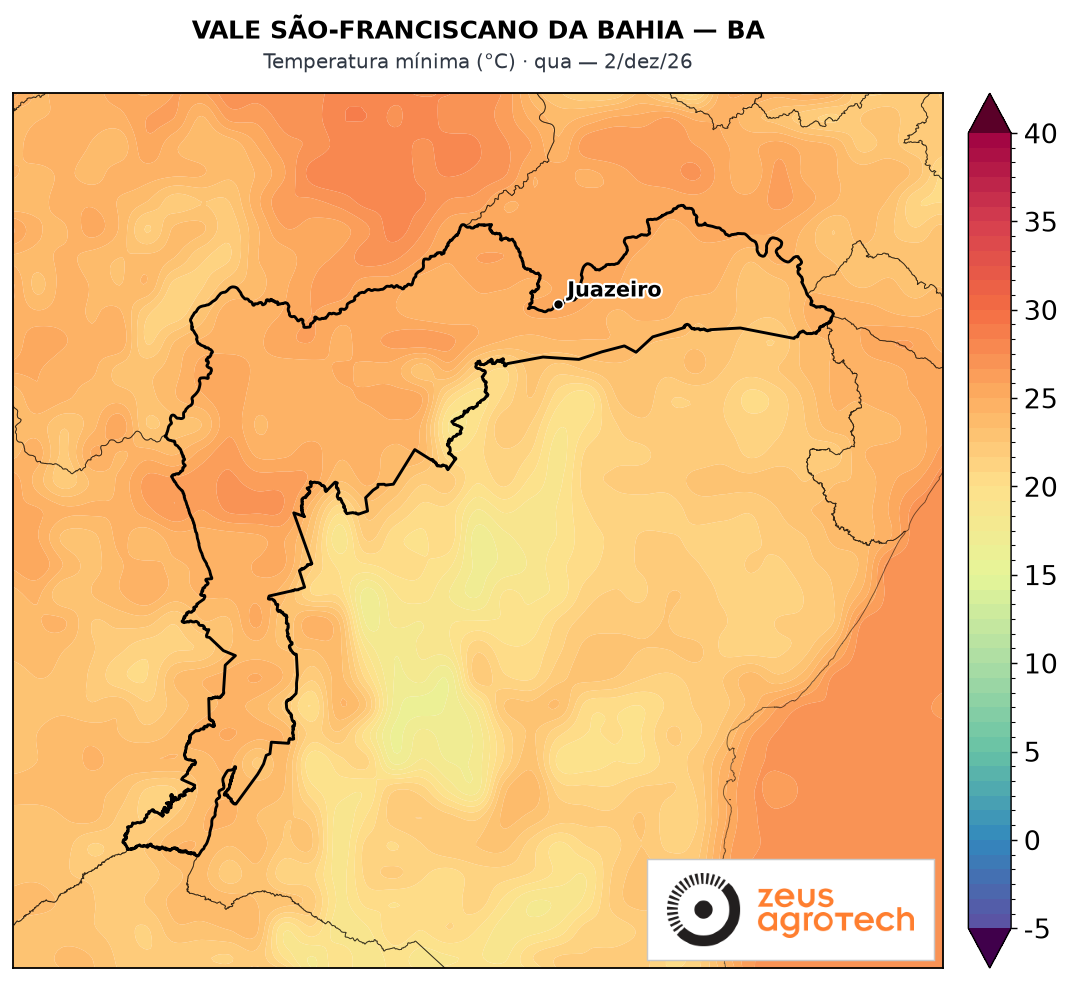 VALE SÃO-FRANCISCANO DA BAHIA — BA
Temperatura mínima (°C) · qua — 2/dez/26
Juazeiro
40
35
30
25
20
15
10
5
0
-5
zeus
agrotech